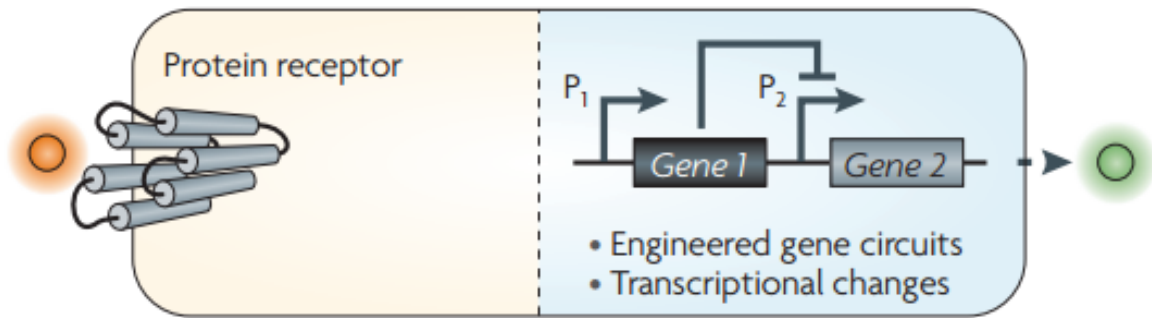 Protein receptor
P₁
P₂
Gene 1
Gene 2
• Engineered gene circuits
• Transcriptional changes